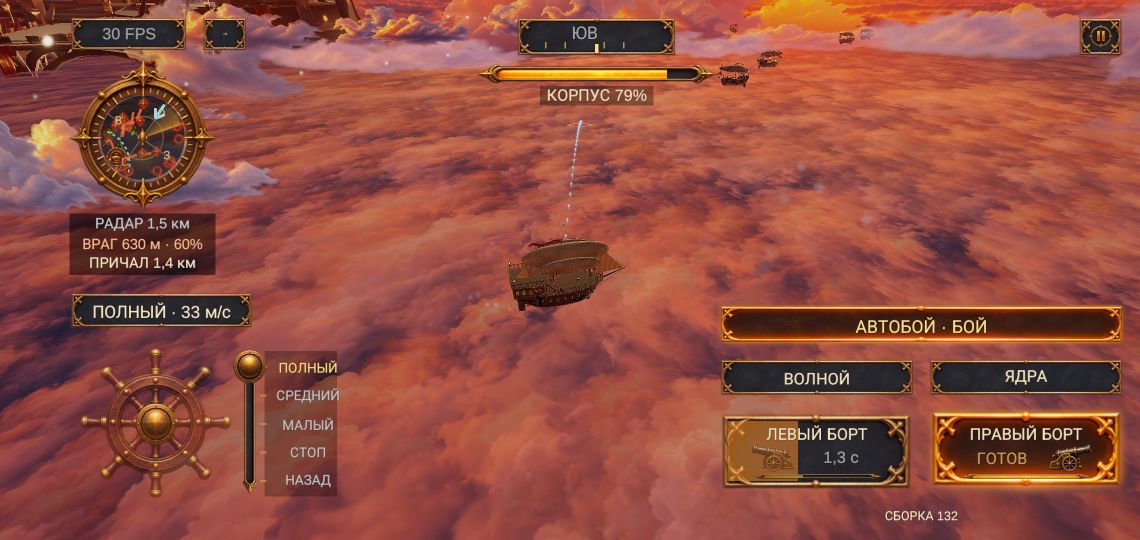 30 FPS
ЮВ
КОРПУС 79%
В
З
РАДАР 1,5 км
ВРАГ 630 м · 60%
ПРИЧАЛ 1,4 км
ПОЛНЫЙ · 33 м/с
ПОЛНЫЙ
СРЕДНИЙ
МАЛЫЙ
СТОП
НАЗАД
АВТОБОЙ · БОЙ
ВОЛНОЙ
ЯДРА
ЛЕВЫЙ БОРТ
1,3 с
ПРАВЫЙ БОРТ
ГОТОВ
СБОРКА 132